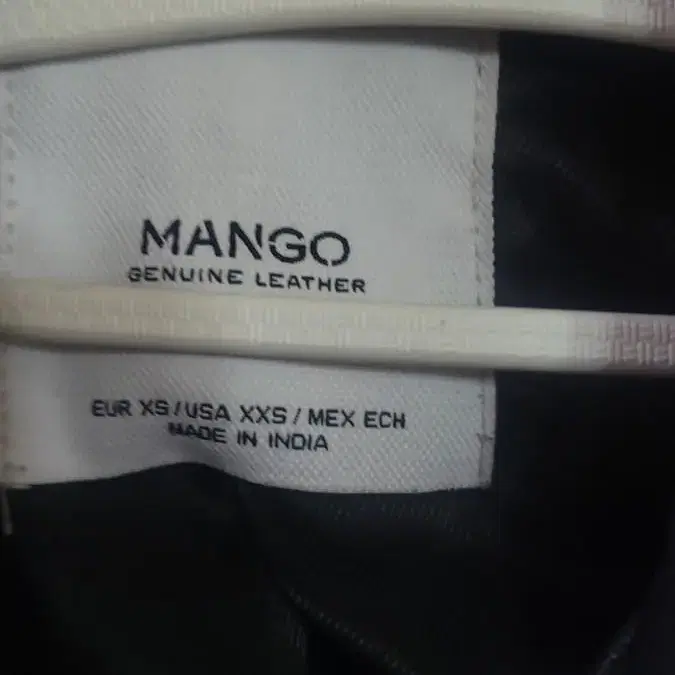 MANGO
GENUINE LEATHER
EUR XS / USA XXS / MEX ECH
MADE IN INDIA